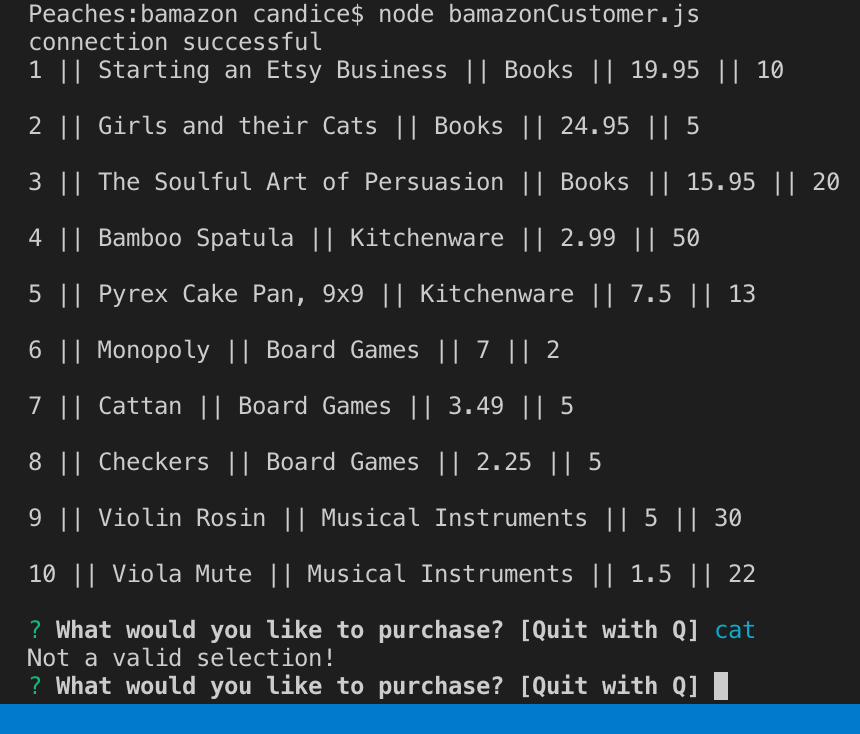 Peaches:bamazon candice$ node bamazonCustomer.js
connection successful
1 || Starting an Etsy Business || Books || 19.95 || 10
2 || Girls and their Cats || Books || 24.95 || 5
3 || The Soulful Art of Persuasion || Books || 15.95 || 20
4 || Bamboo Spatula || Kitchenware || 2.99 || 50
5 || Pyrex Cake Pan, 9x9 || Kitchenware || 7.5 || 13
6 || Monopoly || Board Games || 7 || 2
7 || Cattan || Board Games || 3.49 || 5
8 || Checkers || Board Games || 2.25 || 5
9 || Violin Rosin || Musical Instruments || 5 || 30
10 || Viola Mute || Musical Instruments || 1.5 || 22
? What would you like to purchase? [Quit with Q] cat
Not a valid selection!
? What would you like to purchase? [Quit with Q]